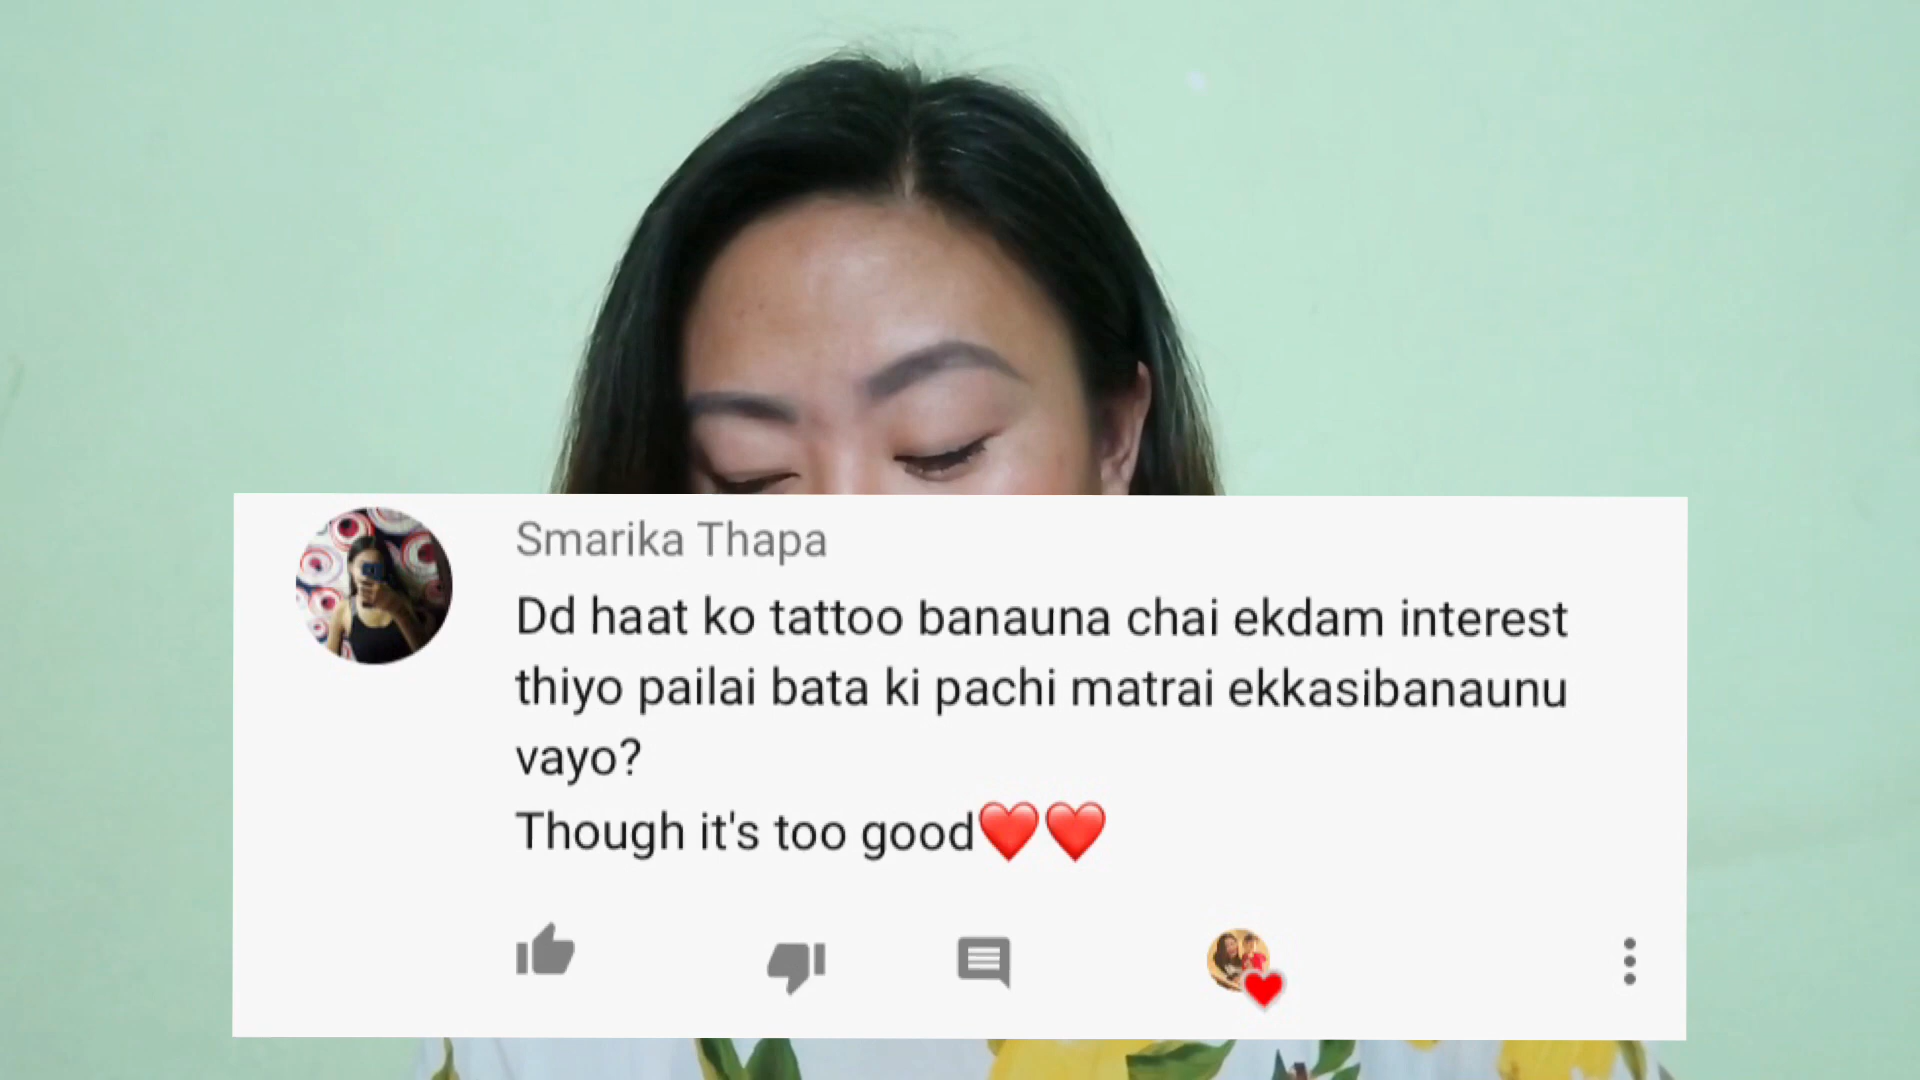 Smarika Thapa
Dd haat ko tattoo banauna chai ekdam interest
thiyo pailai bata ki pachi matrai ekkasibanaunu
vayo?
Though it's too good❤️❤️